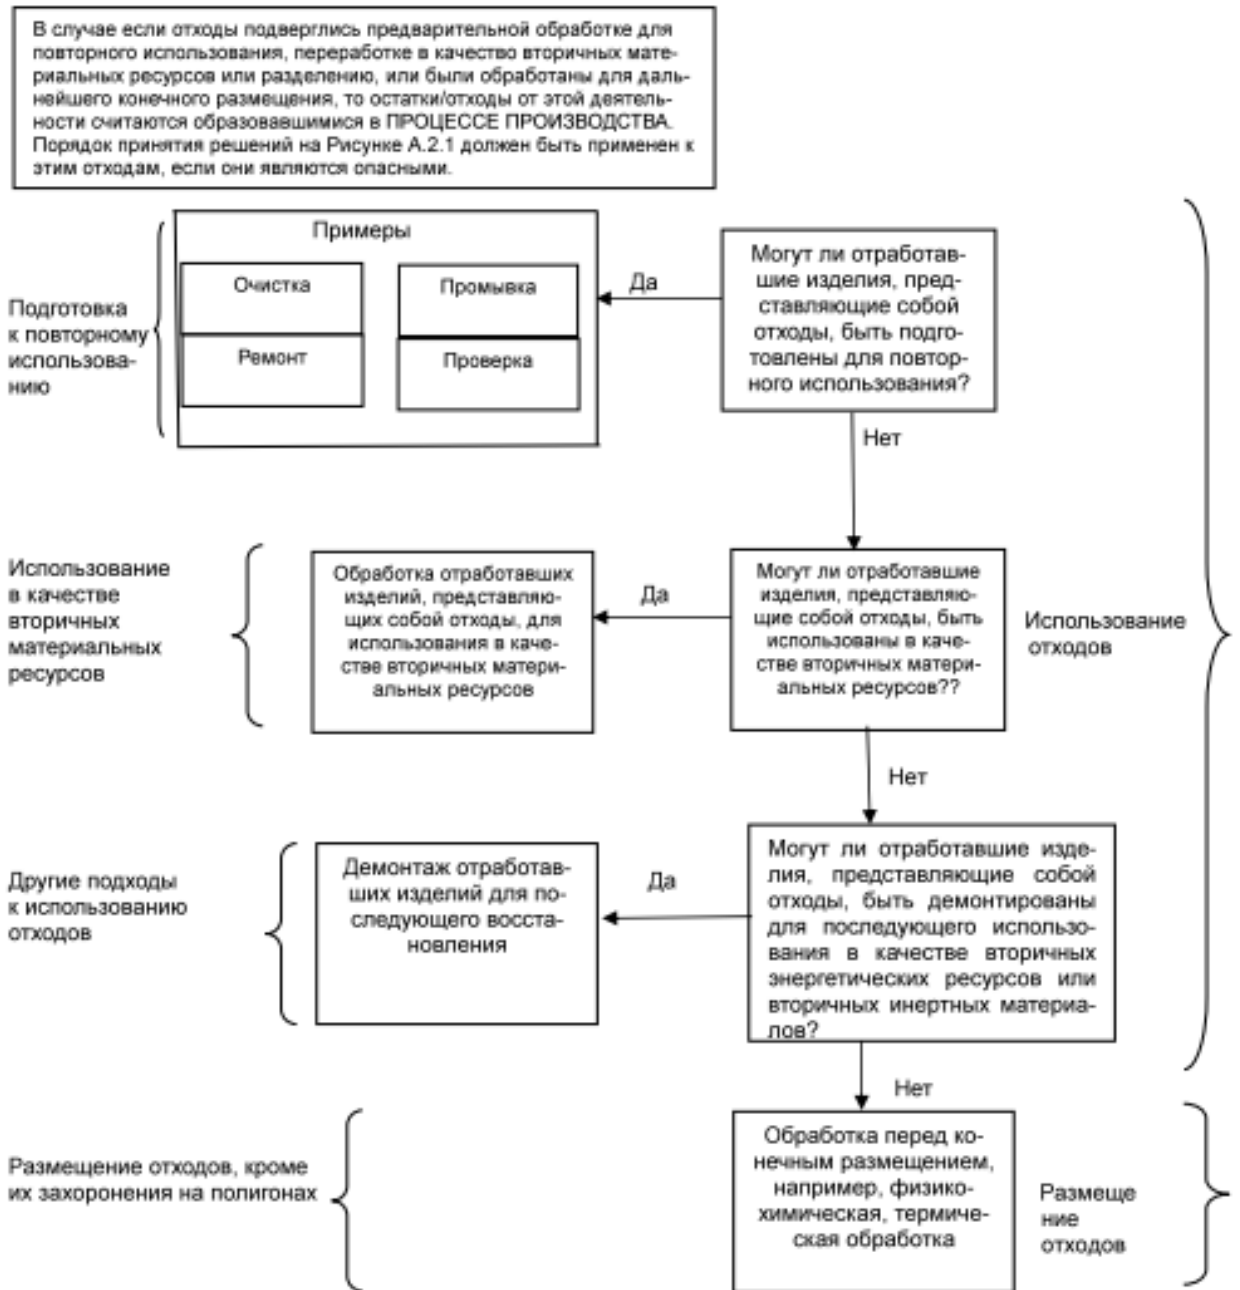 В случае если отходы подверглись предварительной обработке для
повторного использования, переработке в качество вторичных мате-
риальных ресурсов или разделению, или были обработаны для даль-
нейшего конечного размещения, то остатки/отходы от этой деятель-
ности считаются образовавшимися в ПРОЦЕССЕ ПРОИЗВОДСТВА.
Порядок принятия решений на Рисунке А.2.1 должен быть применен к
этим отходам, если они являются опасными.
Подготовка
к повторному
использова-
нию
Примеры
Очистка
Промывка
Ремонт
Проверка
Да
Могут ли отработав-
шие изделия, пред-
ставляющие собой
отходы, быть подго-
товлены для повтор-
ного использования?
Нет
Использование
в качестве
вторичных
материальных
ресурсов
Обработка отработавших
изделий, представляю-
щих собой отходы, для
использования в каче-
стве вторичных матери-
альных ресурсов
Да
Могут ли отработавшие
изделия, представляю-
щие собой отходы, быть
использованы в каче-
стве вторичных матери-
альных ресурсов??
Использование
отходов
Нет
Другие подходы
к использованию
отходов
Демонтаж отработав-
ших изделий для по-
следующего восста-
новления
Да
Могут ли отработавшие изде-
лия, представляющие собой
отходы, быть демонтированы
для последующего использо-
вания в качестве вторичных
энергетических ресурсов или
вторичных инертных материа-
лов?
Нет
Размещение отходов, кроме
их захоронения на полигонах
Обработка перед ко-
нечным размещением,
например, физико-
химическая, термиче-
ская обработка
Размеще
ние
отходов